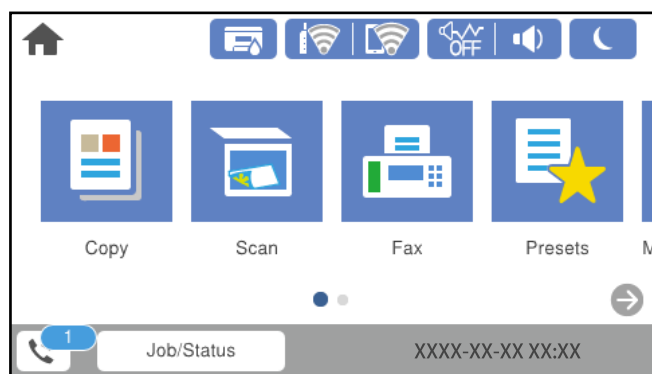 OFF
Copy
Scan
Fax
Presets
M
1
Job/Status
XXXX-XX-XX XX:XX